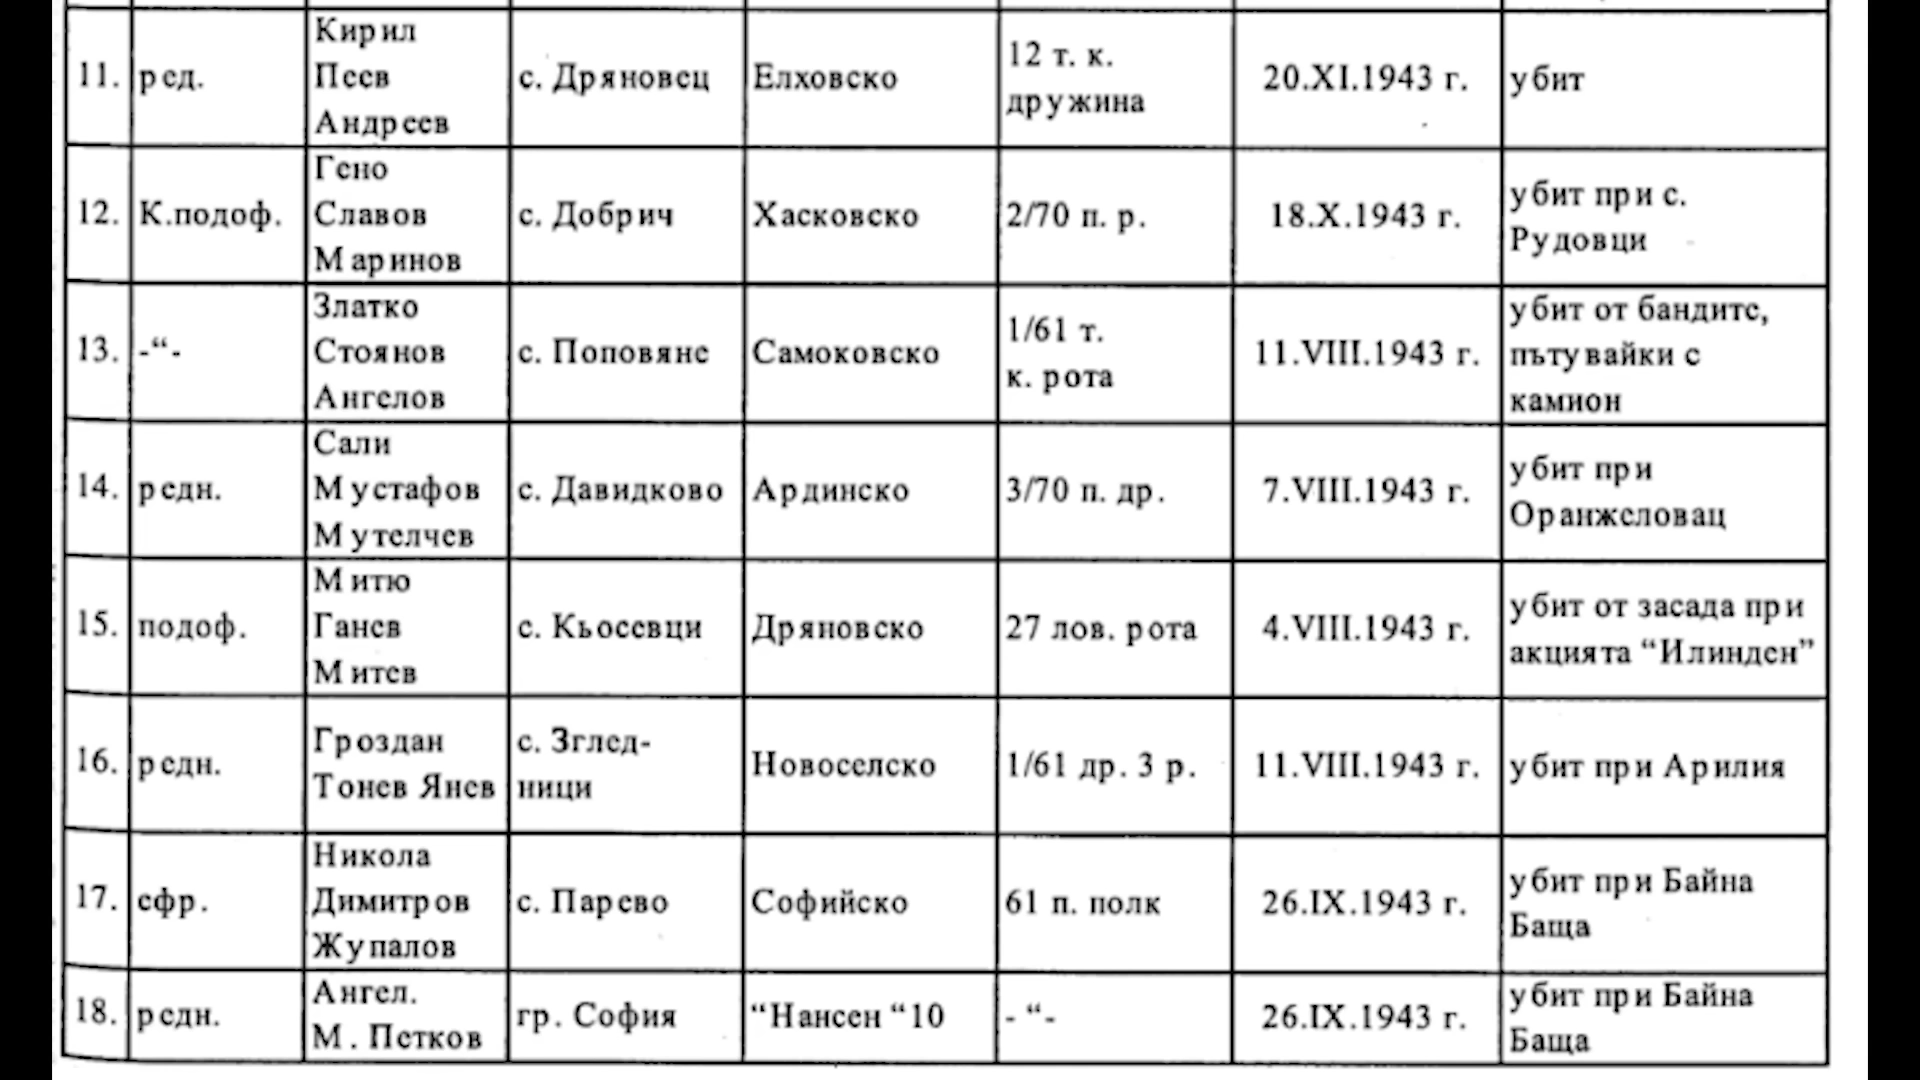 11. ред. Кирил Пеев Андреев с. Дряновец Елховско 12 т. к. дружина 20.XI.1943 г. убит
12. К.подоф. Гено Славов Маринов с. Добрич Хасковско 2/70 п. р. 18.X.1943 г. убит при с. Рудовци
13. -“- Златко Стоянов Ангелов с. Поповяне Самоковско 1/61 т. к. рота 11.VIII.1943 г. убит от бандите, пътувайки с камион
14. редн. Сали Мустафов Мутелчев с. Давидково Ардинско 3/70 п. др. 7.VIII.1943 г. убит при Оранжеловац
15. подоф. Митю Ганев Митев с. Кьосевци Дряновско 27 лов. рота 4.VIII.1943 г. убит от засада при акцията “Илинден”
16. редн. Гроздан Тонев Янев с. Зглед-ници Новоселско 1/61 др. 3 р. 11.VIII.1943 г. убит при Арилия
17. ефр. Никола Димитров Жупалов с. Парево Софийско 61 п. полк 26.IX.1943 г. убит при Байна Баща
18. редн. Ангел. М. Петков гр. София “Нансен “10 - “- 26.IX.1943 г. убит при Байна Баща